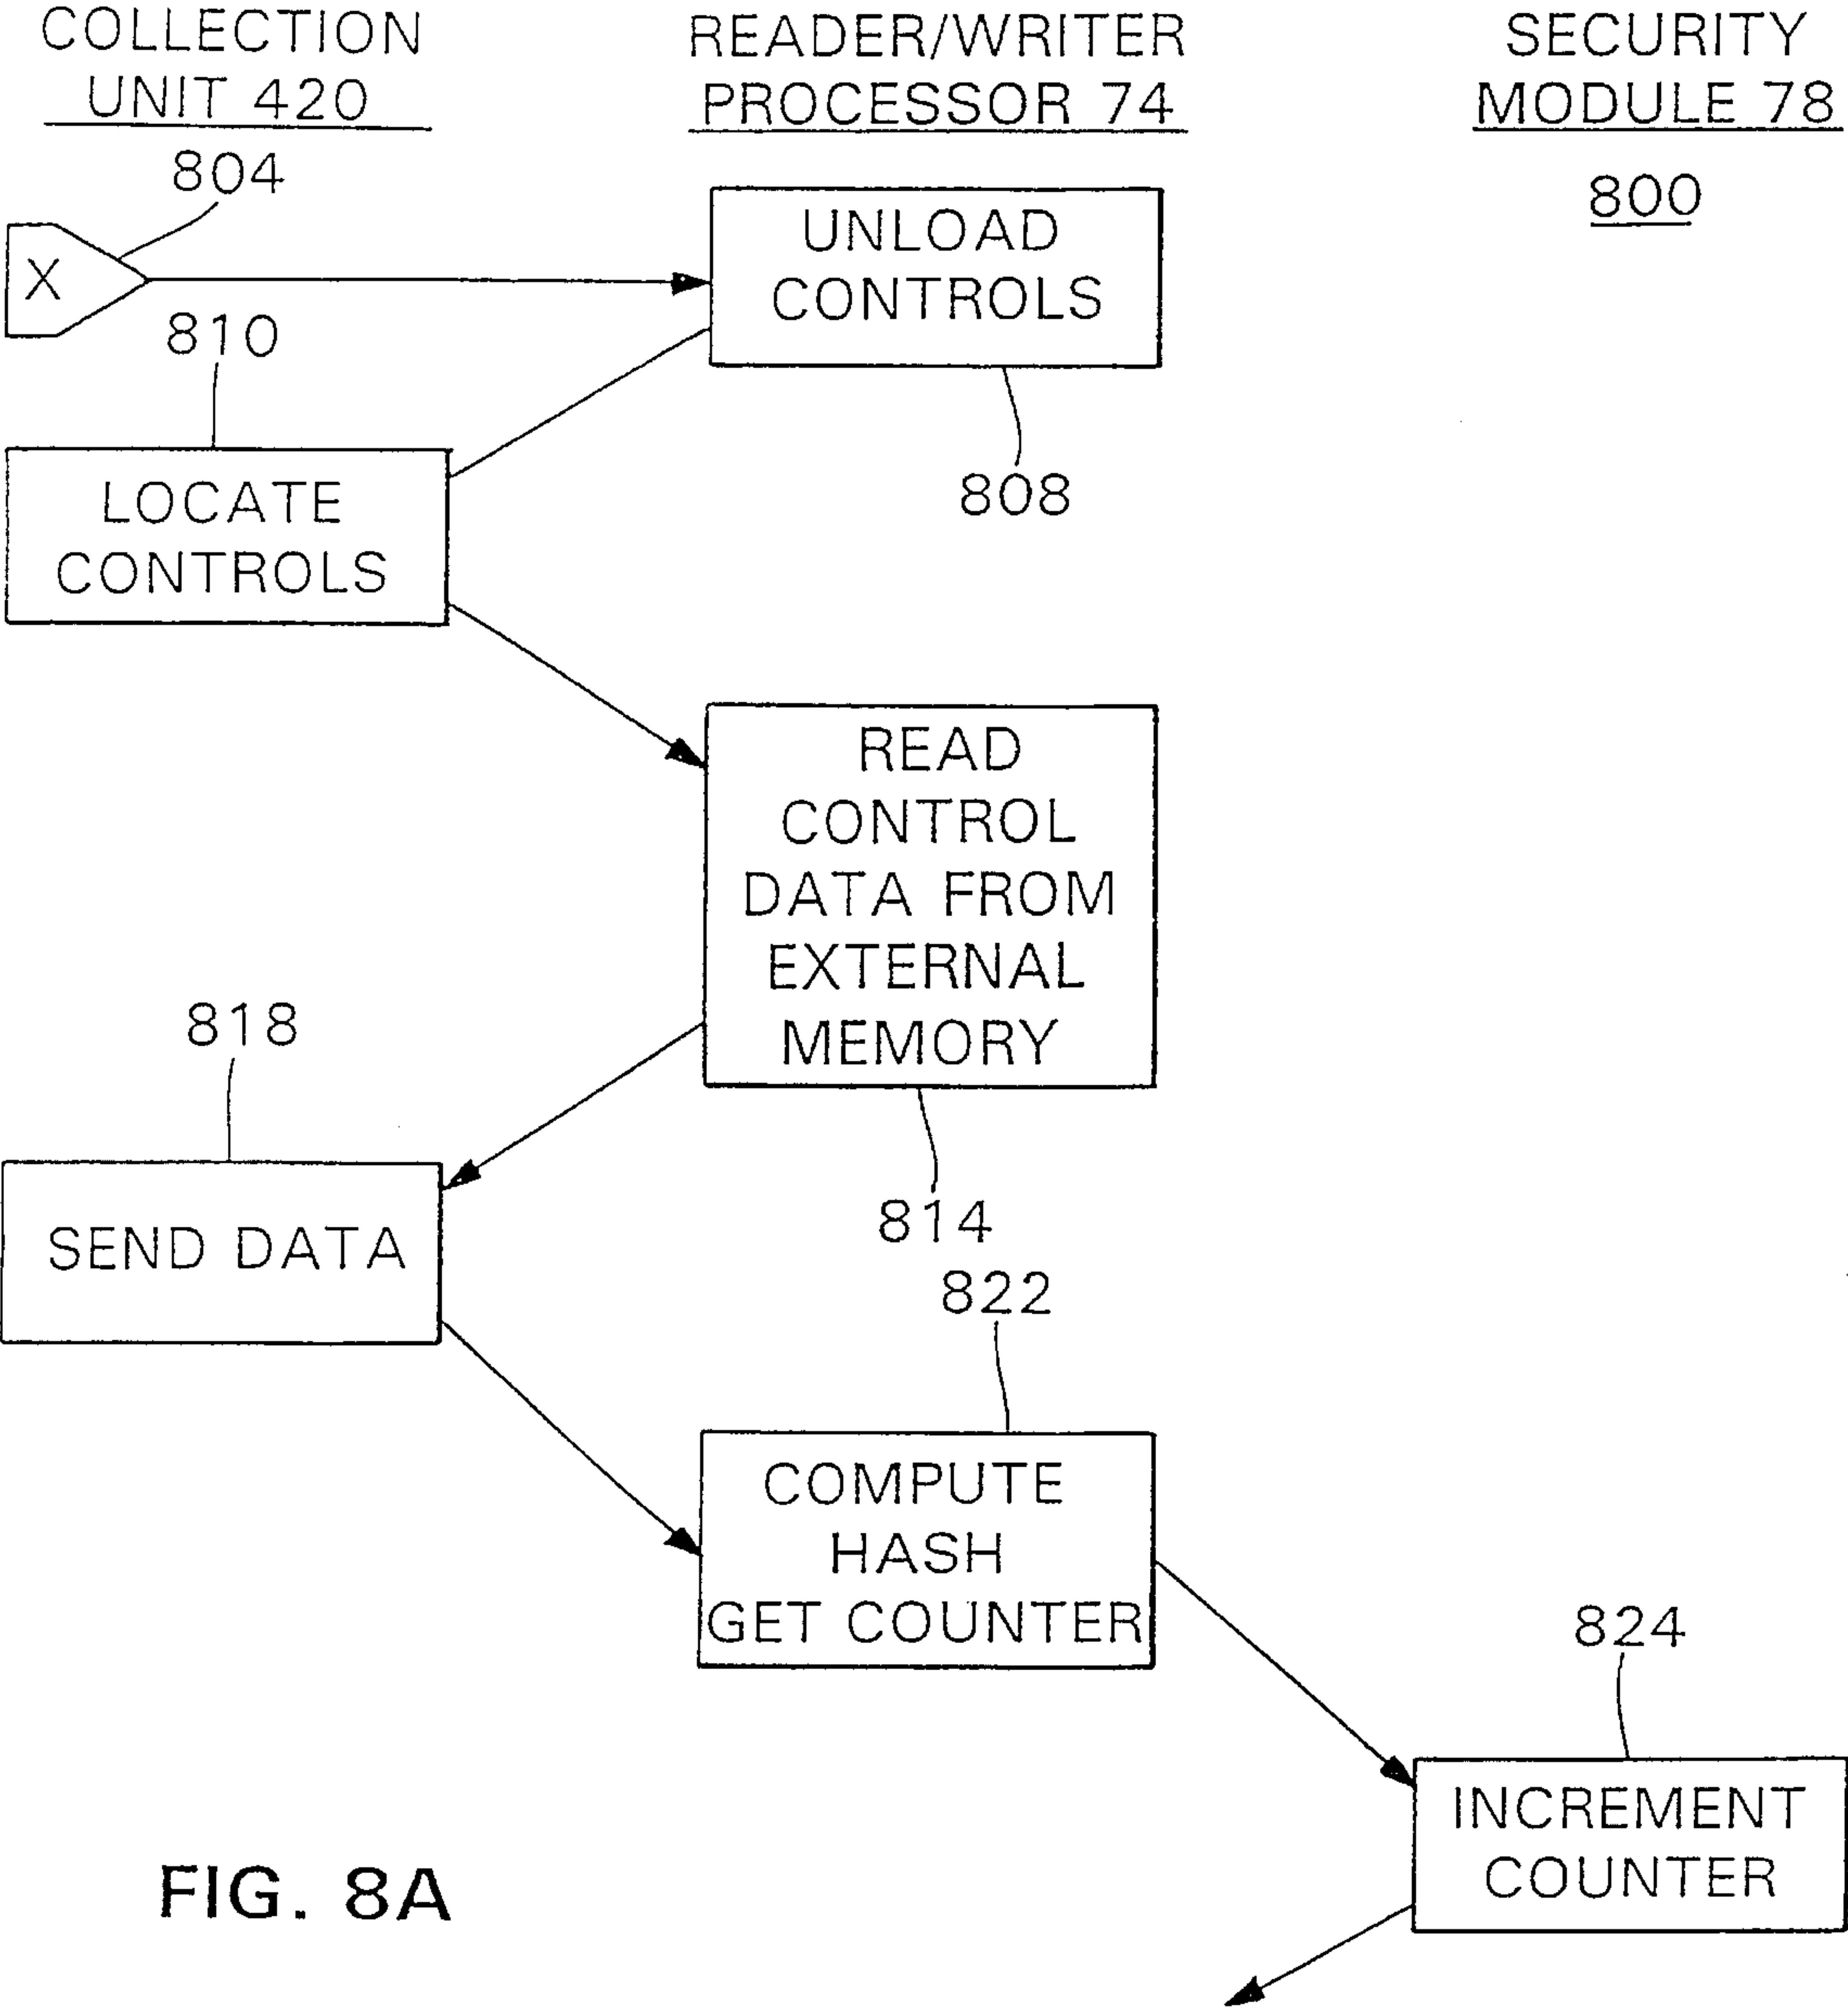 COLLECTION
UNIT 420
READER/WRITER
PROCESSOR 74
SECURITY
MODULE 78
800
804
X
UNLOAD
CONTROLS
808
810
LOCATE
CONTROLS
READ
CONTROL
DATA FROM
EXTERNAL
MEMORY
814
818
SEND DATA
822
COMPUTE
HASH
GET COUNTER
824
INCREMENT
COUNTER
FIG. 8A